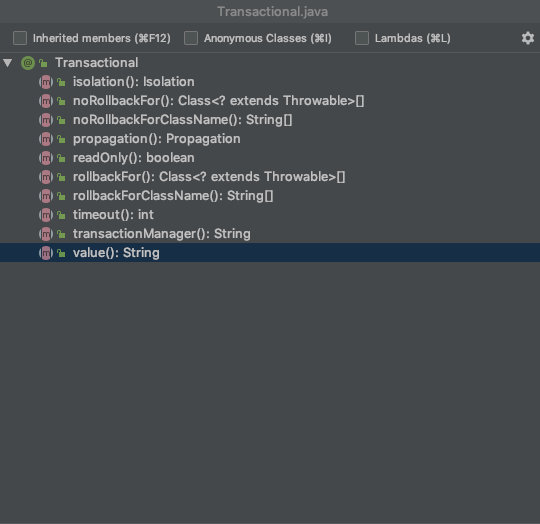 Transactional.java
Inherited members (⌘F12) Anonymous Classes (⌘I) Lambdas (⌘L)
Transactional
isolation(): Isolation
noRollbackFor(): Class<? extends Throwable>[]
noRollbackForClassName(): String[]
propagation(): Propagation
readOnly(): boolean
rollbackFor(): Class<? extends Throwable>[]
rollbackForClassName(): String[]
timeout(): int
transactionManager(): String
value(): String